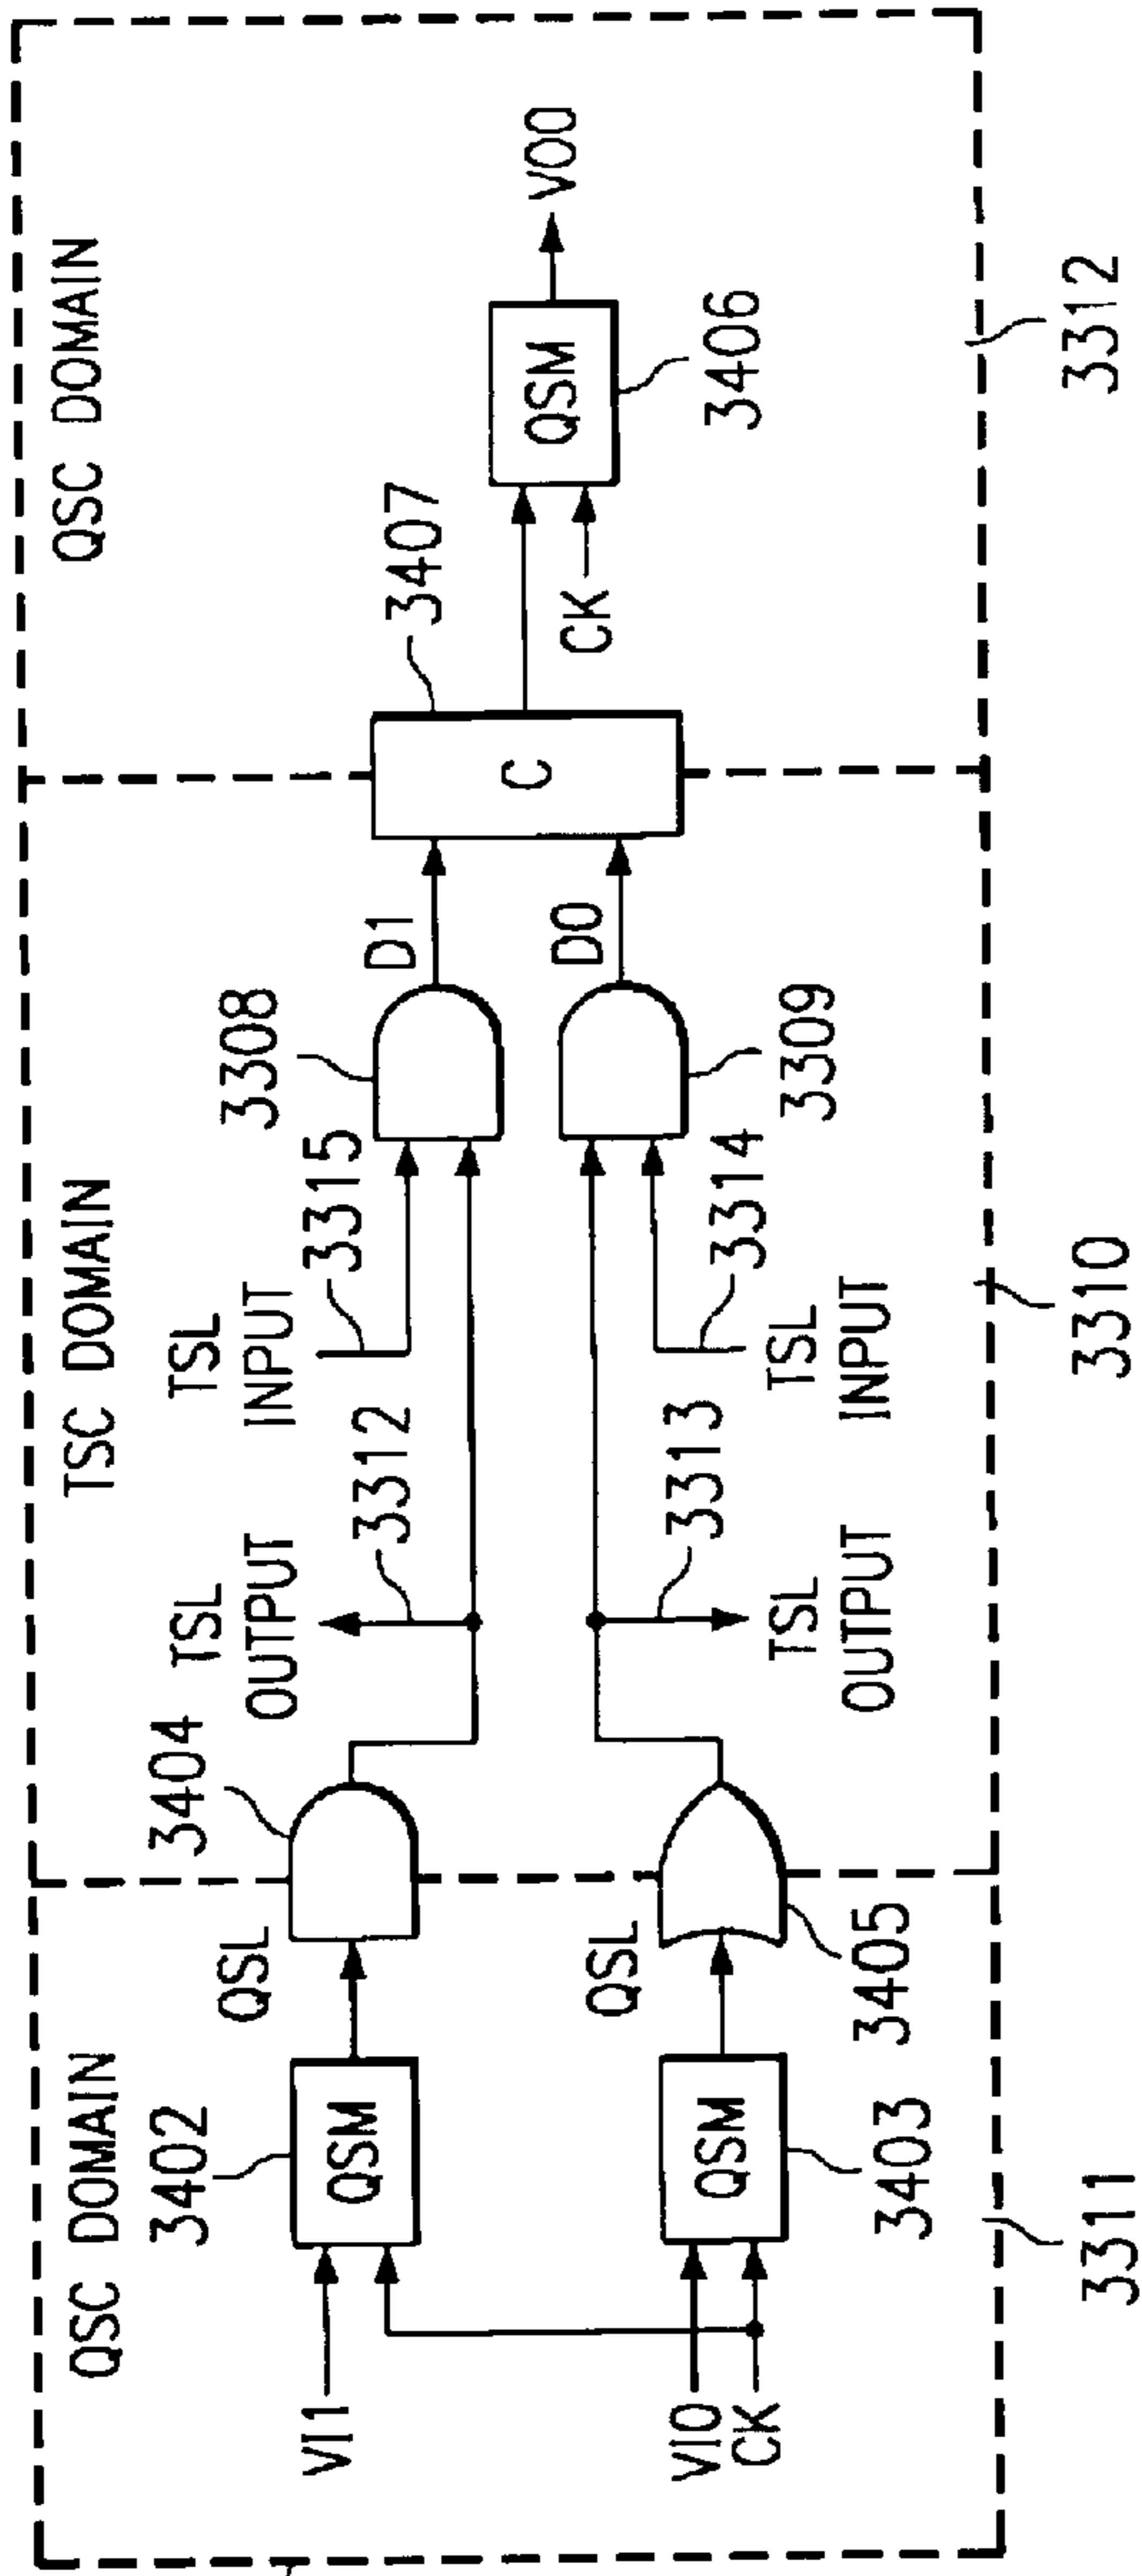 QSC DOMAIN
TSC DOMAIN
QSC DOMAIN
3402
3404
TSL
OUTPUT
TSL
INPUT
3308
QSL
3312
3315
D1
3407
VI1
QSM
C
QSM
VOO
CK
3406
QSL
D0
VIO
CK
QSM
3403
3405
3313
3314
3309
TSL
OUTPUT
TSL
INPUT
3311
3310
3312